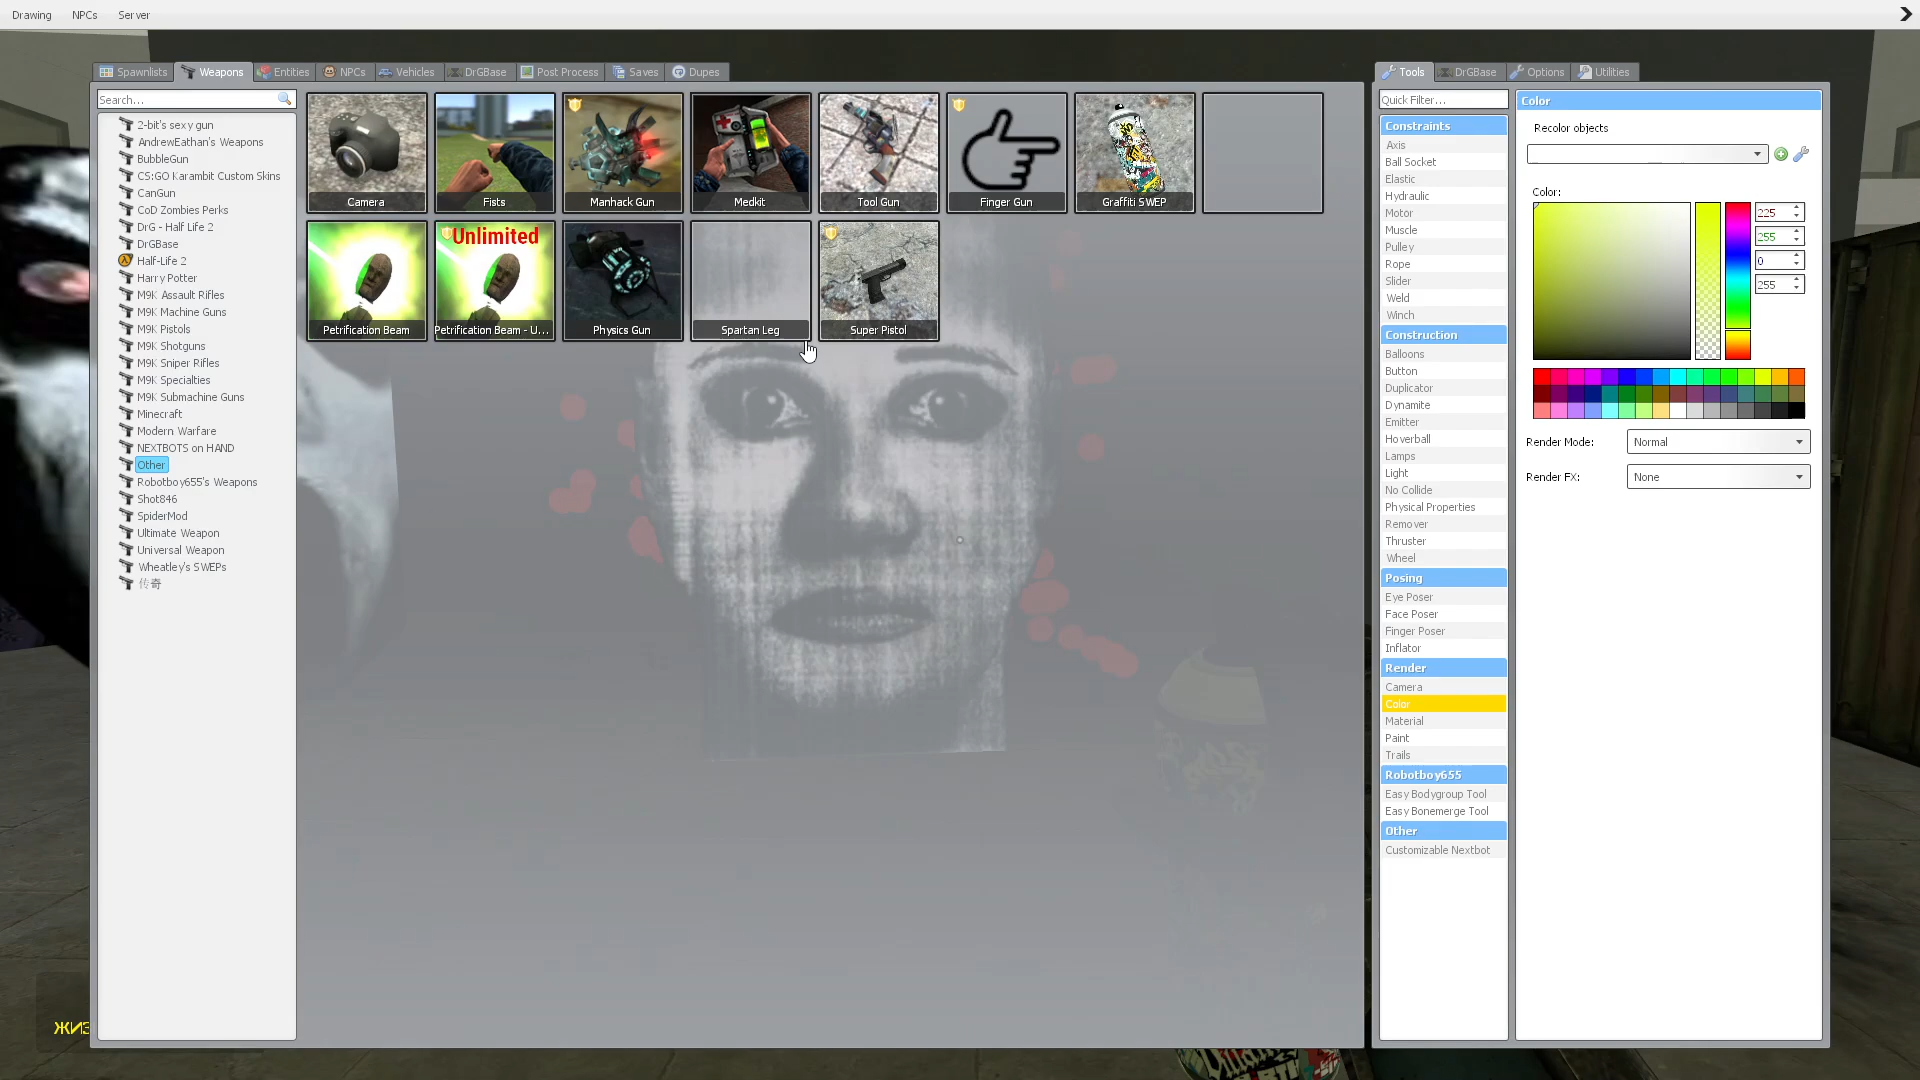 Drawing NPCs Server
Spawnlists Weapons Entities NPCs Vehicles DrGBase Post Process Saves Dupes
Search...
2-bit's sexy gun
AndrewEathan's Weapons
BubbleGun
CS:GO Karambit Custom Skins
CanGun
CoD Zombies Perks
DrG - Half Life 2
DrGBase
Half-Life 2
Harry Potter
M9K Assault Rifles
M9K Machine Guns
M9K Pistols
M9K Shotguns
M9K Sniper Rifles
M9K Specialties
M9K Submachine Guns
Minecraft
Modern Warfare
NEXTBOTS on HAND
Other
Robotboy655's Weapons
Shot846
SpiderMod
Ultimate Weapon
Universal Weapon
Wheatley's SWEPs
传奇
Camera Fists Manhack Gun Medkit Tool Gun Finger Gun Graffiti SWEP
Unlimited
Petrification Beam Petrification Beam - U... Physics Gun Spartan Leg Super Pistol
ЖИЗ
Tools DrGBase Options Utilities
Quick Filter...
Constraints
Axis
Ball Socket
Elastic
Hydraulic
Motor
Muscle
Pulley
Rope
Slider
Weld
Winch
Construction
Balloons
Button
Duplicator
Dynamite
Emitter
Hoverball
Lamps
Light
No Collide
Physical Properties
Remover
Thruster
Wheel
Posing
Eye Poser
Face Poser
Finger Poser
Inflator
Render
Camera
Color
Material
Paint
Trails
Robotboy655
Easy Bodygroup Tool
Easy Bonemerge Tool
Other
Customizable Nextbot
Color
Recolor objects
Color:
225
255
0
255
Render Mode: Normal
Render FX: None